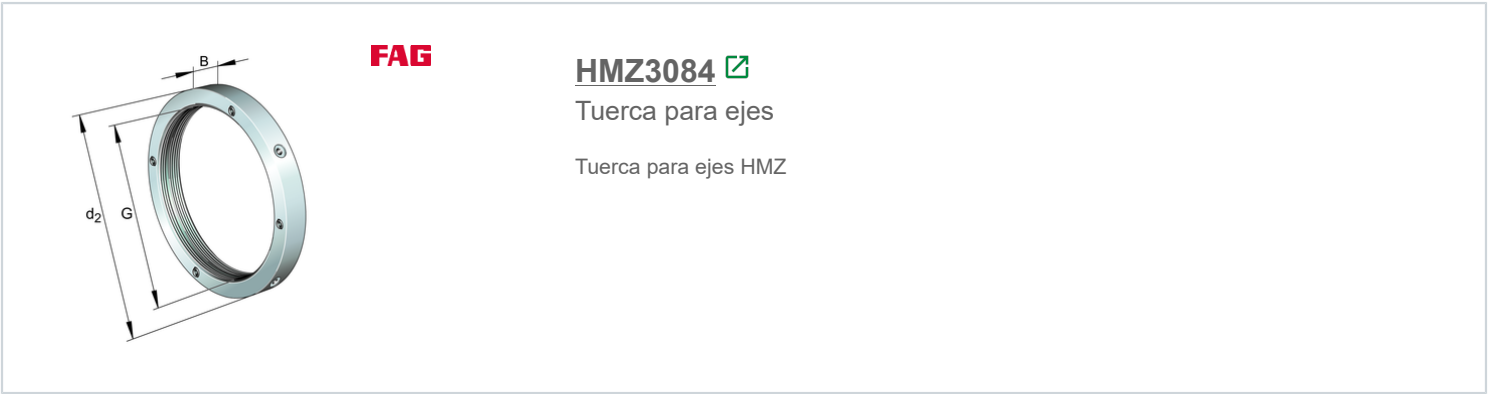 B
FAG
HMZ3084
Tuerca para ejes
Tuerca para ejes HMZ
d2 G